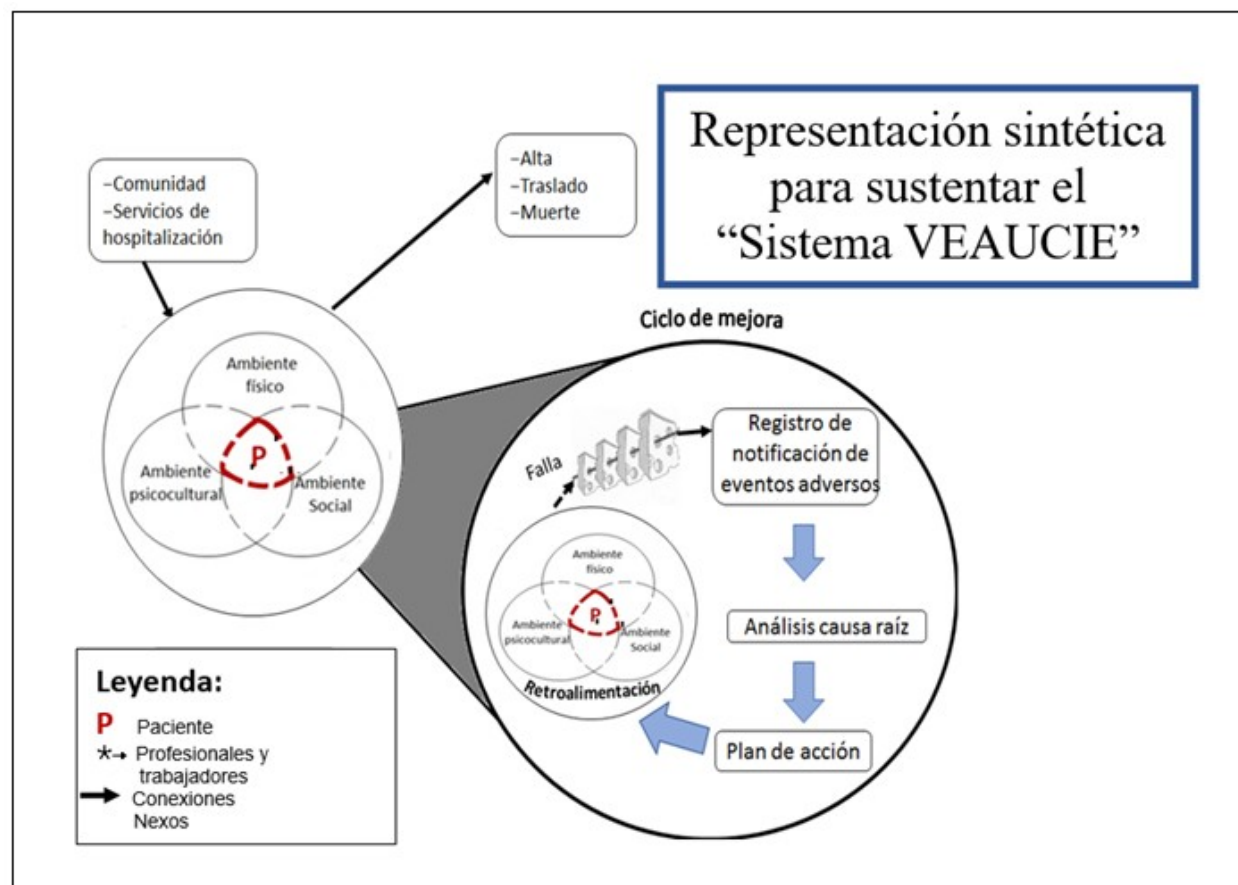 Representación sintética
para sustentar el
“Sistema VEAUCIE”
–Comunidad
–Servicios de
hospitalización
–Alta
–Traslado
–Muerte
Ambiente
físico
P
Ambiente
psicocultural
Ambiente
Social
Ciclo de mejora
Falla
Registro de
notificación de
eventos adversos
Análisis causa raíz
Plan de acción
Ambiente
físico
P
Ambiente
psicocultural
Ambiente
Social
Retroalimentación
Leyenda:
P Paciente
* Profesionales y
trabajadores
Conexiones
Nexos